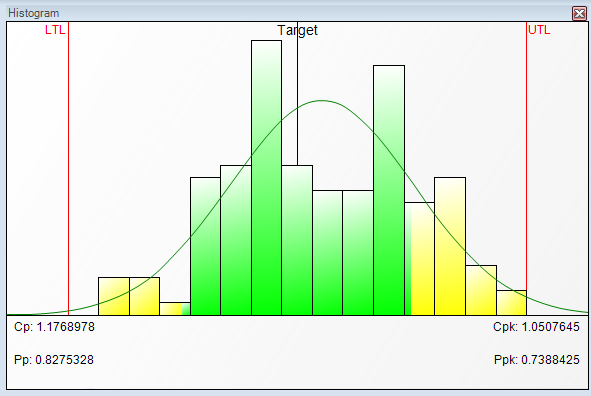 Histogram
LTL Target UTL
Cp: 1.1768978 Cpk: 1.0507645
Pp: 0.8275328 Ppk: 0.7388425